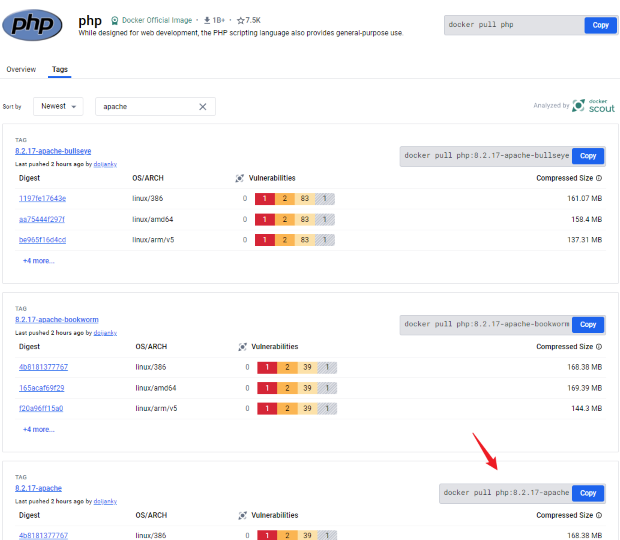 php
php Docker Official Image · 1B+ · 7.5K
While designed for web development, the PHP scripting language also provides general-purpose use.
docker pull php Copy
Overview Tags
Sort by Newest apache
Analyzed by docker scout
TAG
8.2.17-apache-bullseye
docker pull php:8.2.17-apache-bullseye Copy
Last pushed 2 hours ago by doijanky
Digest OS/ARCH Vulnerabilities Compressed Size
1197fe17643e linux/386 0 1 2 83 1 161.07 MB
aa75444f297f linux/amd64 0 1 2 83 1 158.4 MB
be965f16d4cd linux/arm/v5 0 1 2 83 1 137.31 MB
+4 more...
TAG
8.2.17-apache-bookworm
docker pull php:8.2.17-apache-bookworm Copy
Last pushed 2 hours ago by doijanky
Digest OS/ARCH Vulnerabilities Compressed Size
4b8181377767 linux/386 0 1 2 39 1 168.38 MB
165acaf69f29 linux/amd64 0 1 2 39 1 169.39 MB
f20a96ff15a0 linux/arm/v5 0 1 2 39 1 144.3 MB
+4 more...
TAG
8.2.17-apache
docker pull php:8.2.17-apache Copy
Last pushed 2 hours ago by doijanky
Digest OS/ARCH Vulnerabilities Compressed Size
4b8181377767 linux/386 0 1 2 39 1 168.38 MB